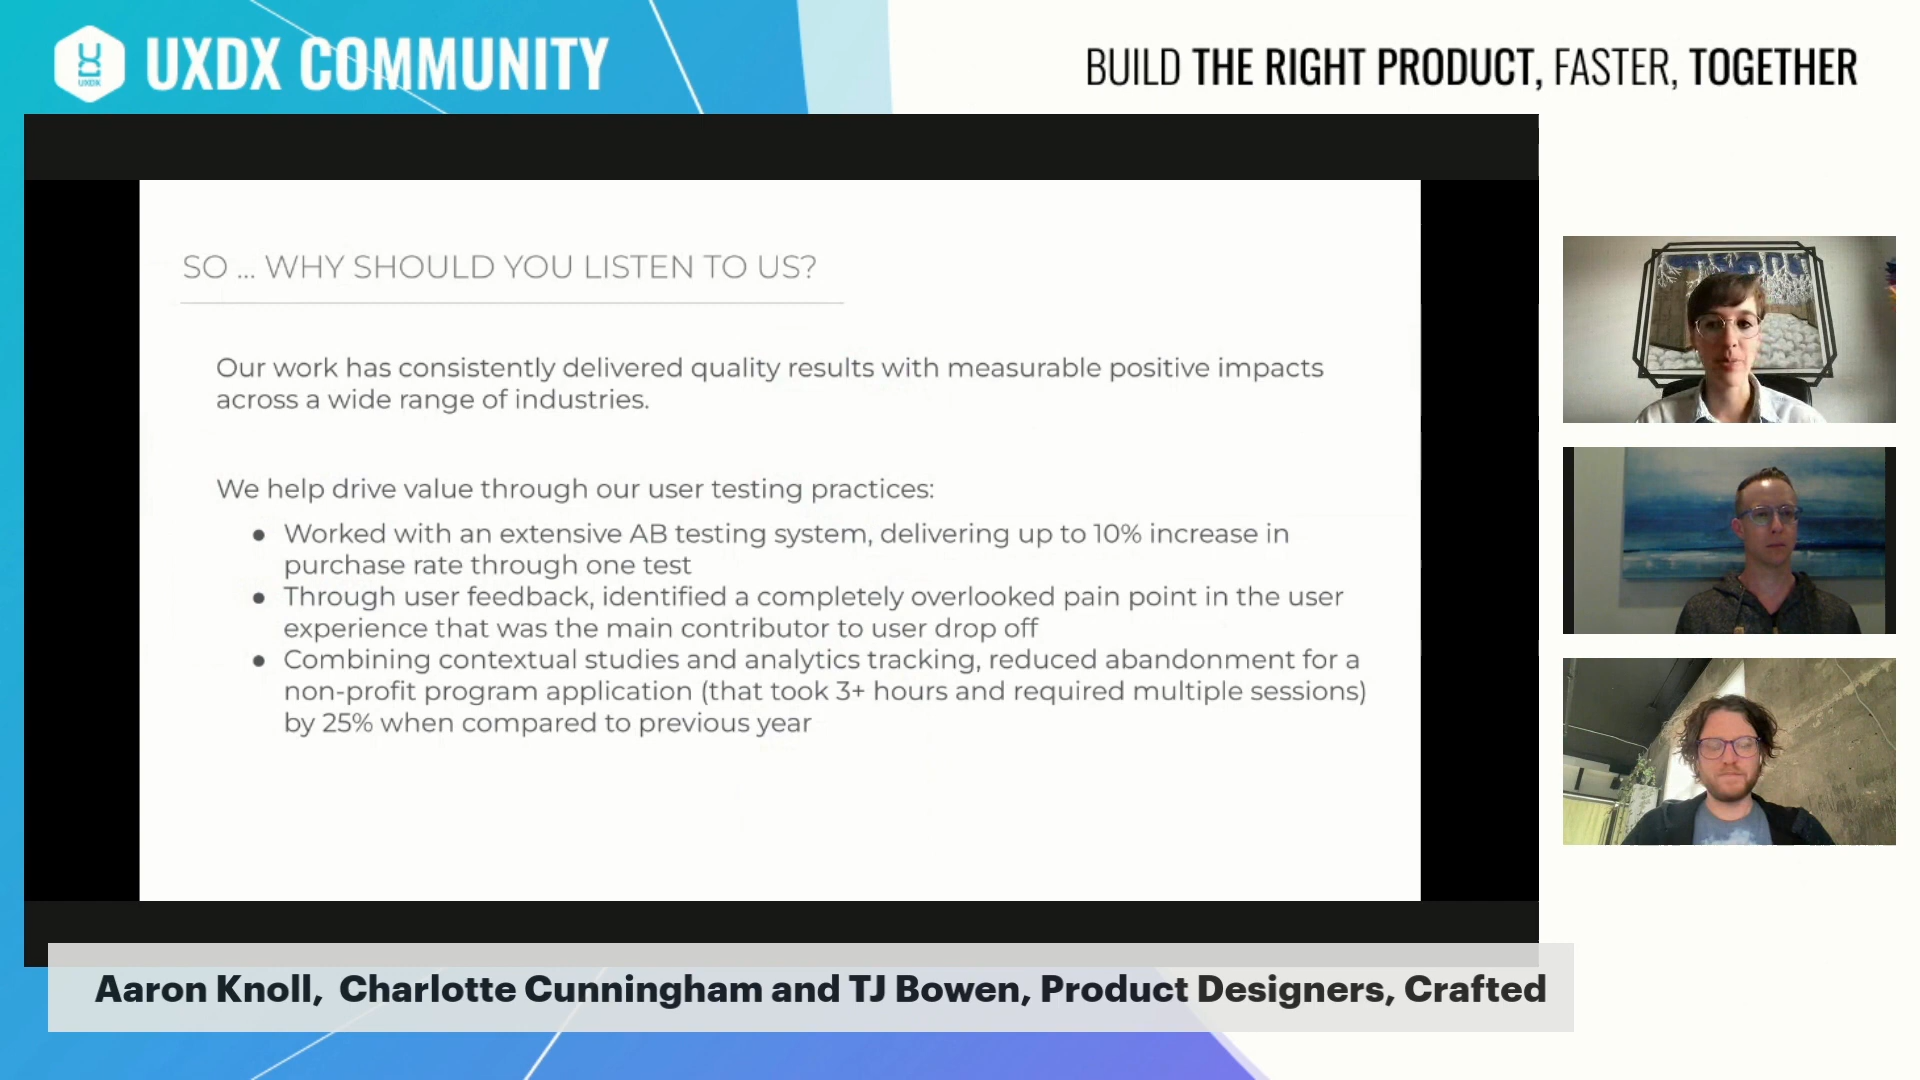 UXDX COMMUNITY
UXDX
BUILD THE RIGHT PRODUCT, FASTER, TOGETHER
SO ... WHY SHOULD YOU LISTEN TO US?
Our work has consistently delivered quality results with measurable positive impacts
across a wide range of industries.
We help drive value through our user testing practices:
● Worked with an extensive AB testing system, delivering up to 10% increase in
purchase rate through one test
● Through user feedback, identified a completely overlooked pain point in the user
experience that was the main contributor to user drop off
● Combining contextual studies and analytics tracking, reduced abandonment for a
non-profit program application (that took 3+ hours and required multiple sessions)
by 25% when compared to previous year
Aaron Knoll, Charlotte Cunningham and TJ Bowen, Product Designers, Crafted